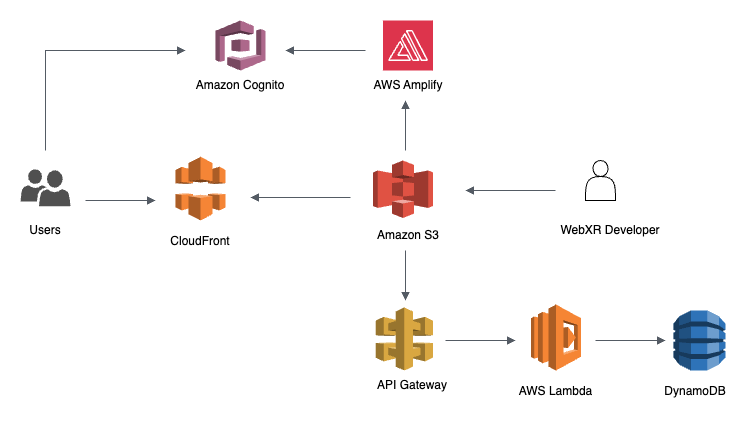 Amazon Cognito
AWS Amplify
Users
CloudFront
Amazon S3
WebXR Developer
API Gateway
AWS Lambda
DynamoDB